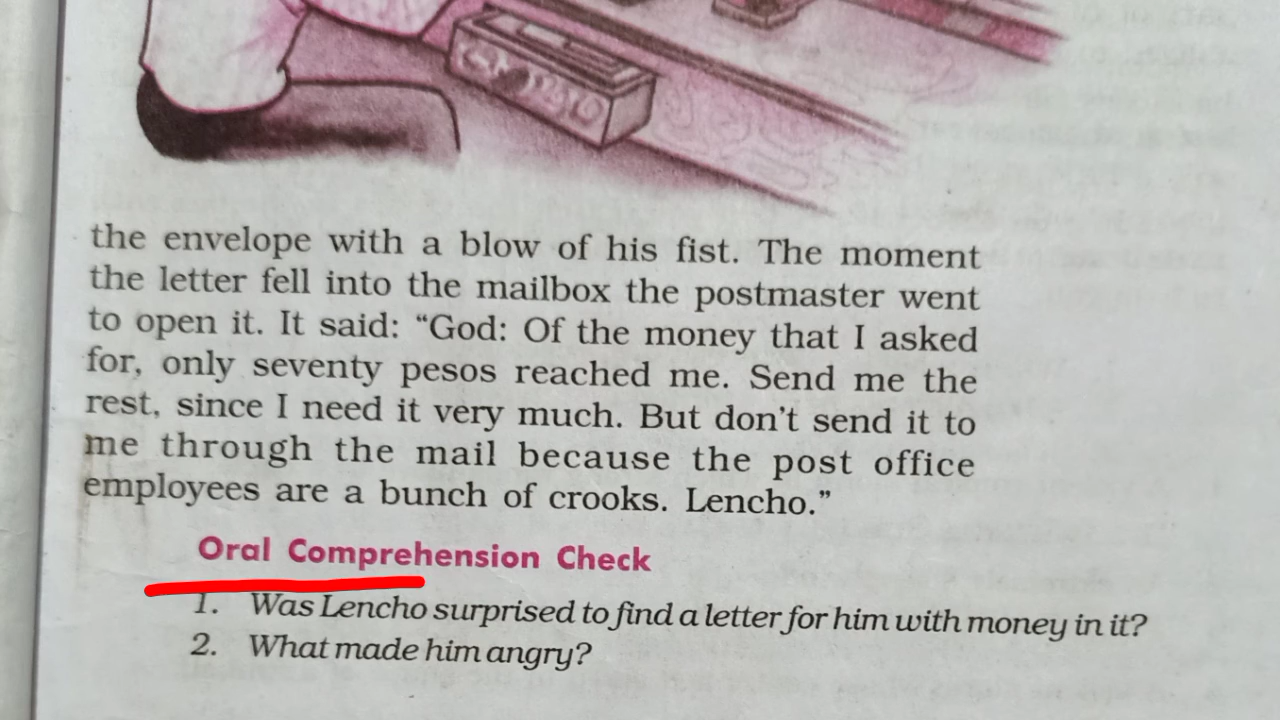 the envelope with a blow of his fist. The moment
the letter fell into the mailbox the postmaster went
to open it. It said: “God: Of the money that I asked
for, only seventy pesos reached me. Send me the
rest, since I need it very much. But don’t send it to
me through the mail because the post office
employees are a bunch of crooks. Lencho.”
Oral Comprehension Check
1. Was Lencho surprised to find a letter for him with money in it?
2. What made him angry?